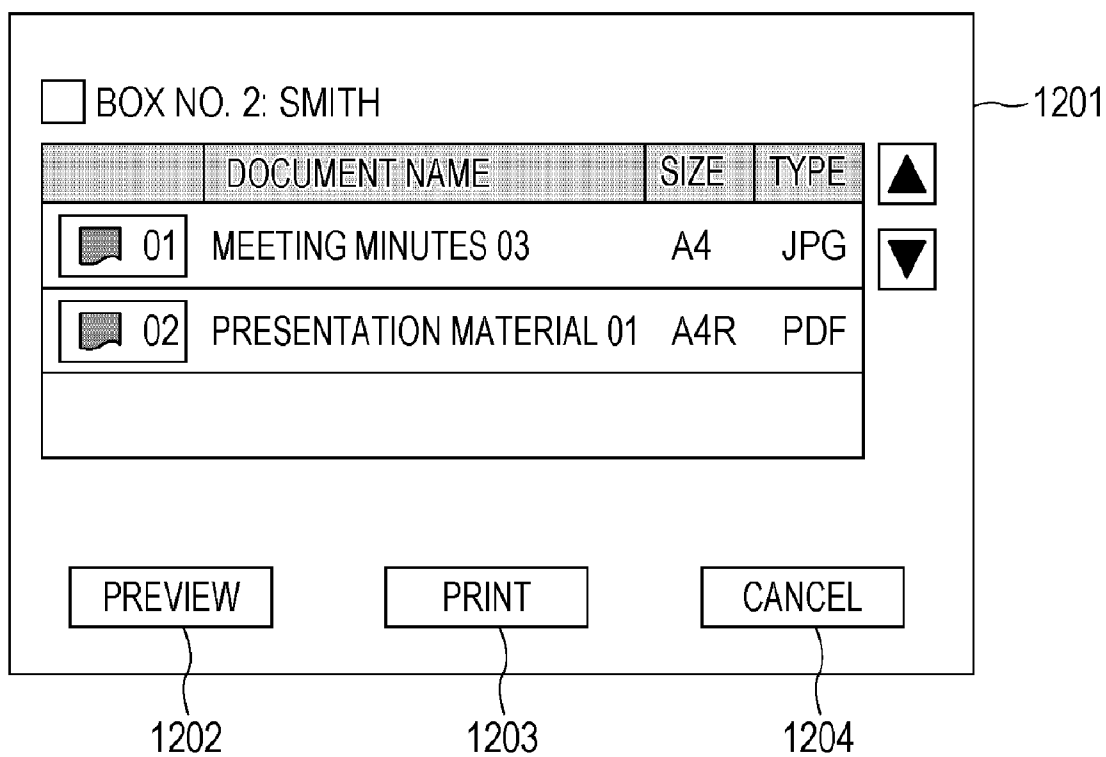 BOX NO. 2: SMITH
1201
DOCUMENT NAME SIZE TYPE
01 MEETING MINUTES 03 A4 JPG
02 PRESENTATION MATERIAL 01 A4R PDF
PREVIEW PRINT CANCEL
1202 1203 1204